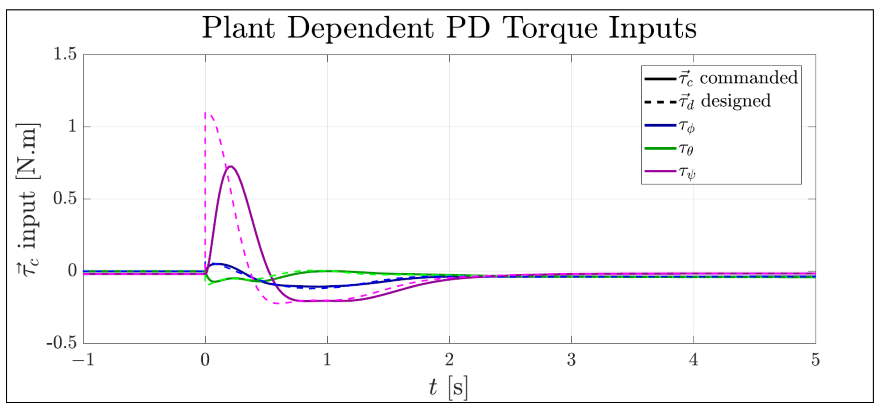 Plant Dependent PD Torque Inputs
1.5
1
0.5
0
-0.5
−1
0
1
2
3
4
5
t [s]
τ⃗c input [N.m]
τ⃗c commanded
τ⃗d designed
τϕ
τθ
τψ